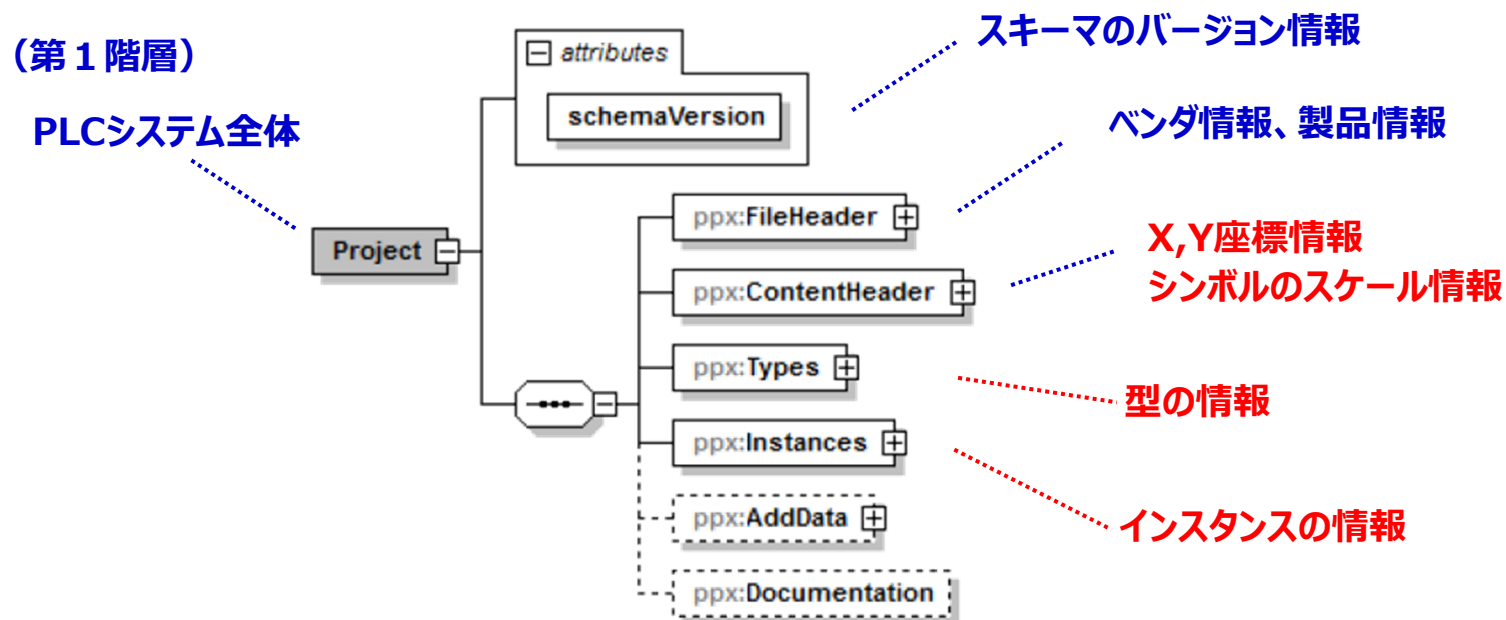 （第１階層）
PLCシステム全体
attributes
schemaVersion
スキーマのバージョン情報
Project
ppx:FileHeader
ベンダ情報、製品情報
ppx:ContentHeader
X,Y座標情報
シンボルのスケール情報
ppx:Types
型の情報
ppx:Instances
インスタンスの情報
ppx:AddData
ppx:Documentation